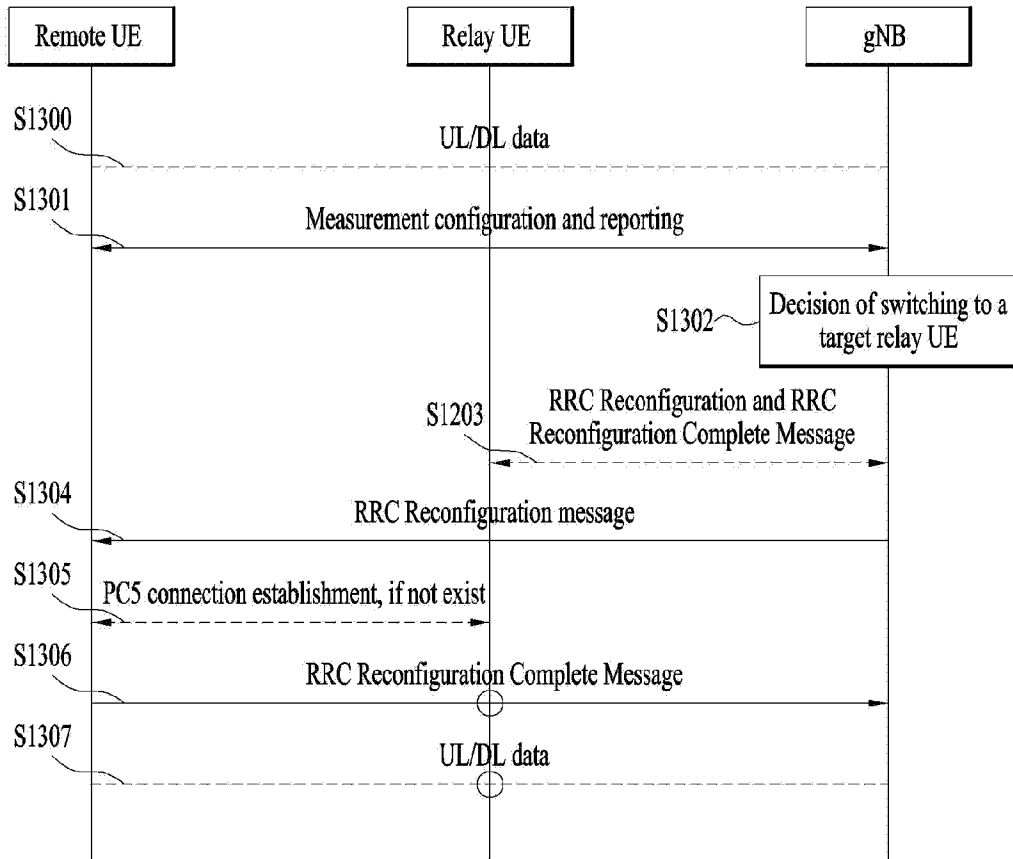 Remote UE
Relay UE
gNB
S1300
UL/DL data
S1301
Measurement configuration and reporting
S1302
Decision of switching to a
target relay UE
S1203
RRC Reconfiguration and RRC
Reconfiguration Complete Message
S1304
RRC Reconfiguration message
S1305
PC5 connection establishment, if not exist
S1306
RRC Reconfiguration Complete Message
S1307
UL/DL data